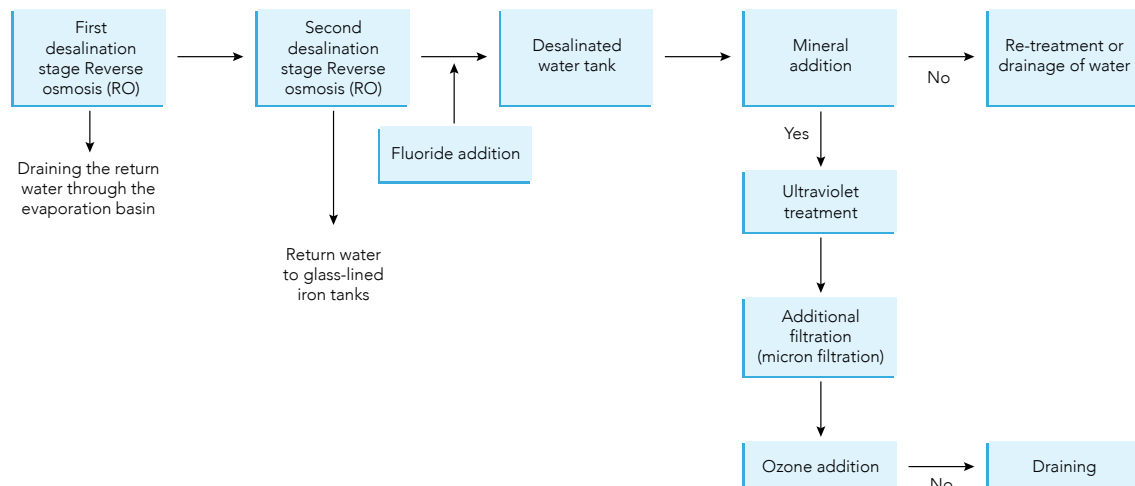 First
desalination
stage Reverse
osmosis (RO)
Second
desalination
stage Reverse
osmosis (RO)
Desalinated
water tank
Mineral
addition
No
Re-treatment or
drainage of water
Fluoride addition
Yes
Draining the return
water through the
evaporation basin
Ultraviolet
treatment
Return water
to glass-lined
iron tanks
Additional
filtration
(micron filtration)
Ozone addition
No
Draining